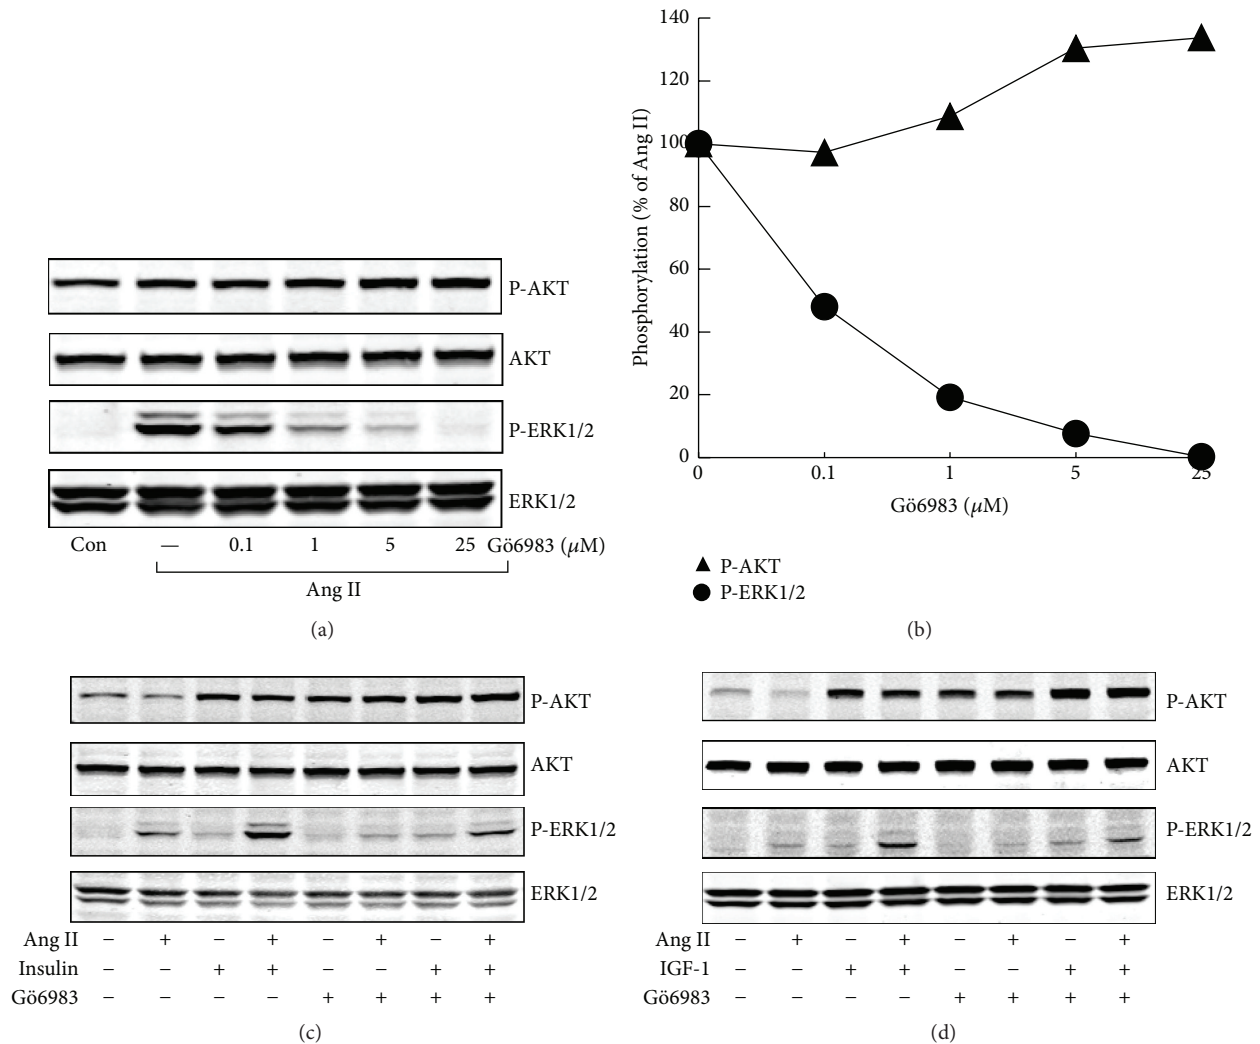 P-AKT
AKT
P-ERK1/2
ERK1/2
Con — 0.1 1 5 25 Gö6983 (μM)
Ang II
(a)
Phosphorylation (% of Ang II)
140
120
100
80
60
40
20
0
0 0.1 1 5 25
Gö6983 (μM)
P-AKT
P-ERK1/2
(b)
P-AKT
AKT
P-ERK1/2
ERK1/2
Ang II − + − + − + − +
Insulin − − + + − − + +
Gö6983 − − − − + + + +
(c)
P-AKT
AKT
P-ERK1/2
ERK1/2
Ang II − + − + − + − +
IGF-1 − − + + − − + +
Gö6983 − − − − + + + +
(d)